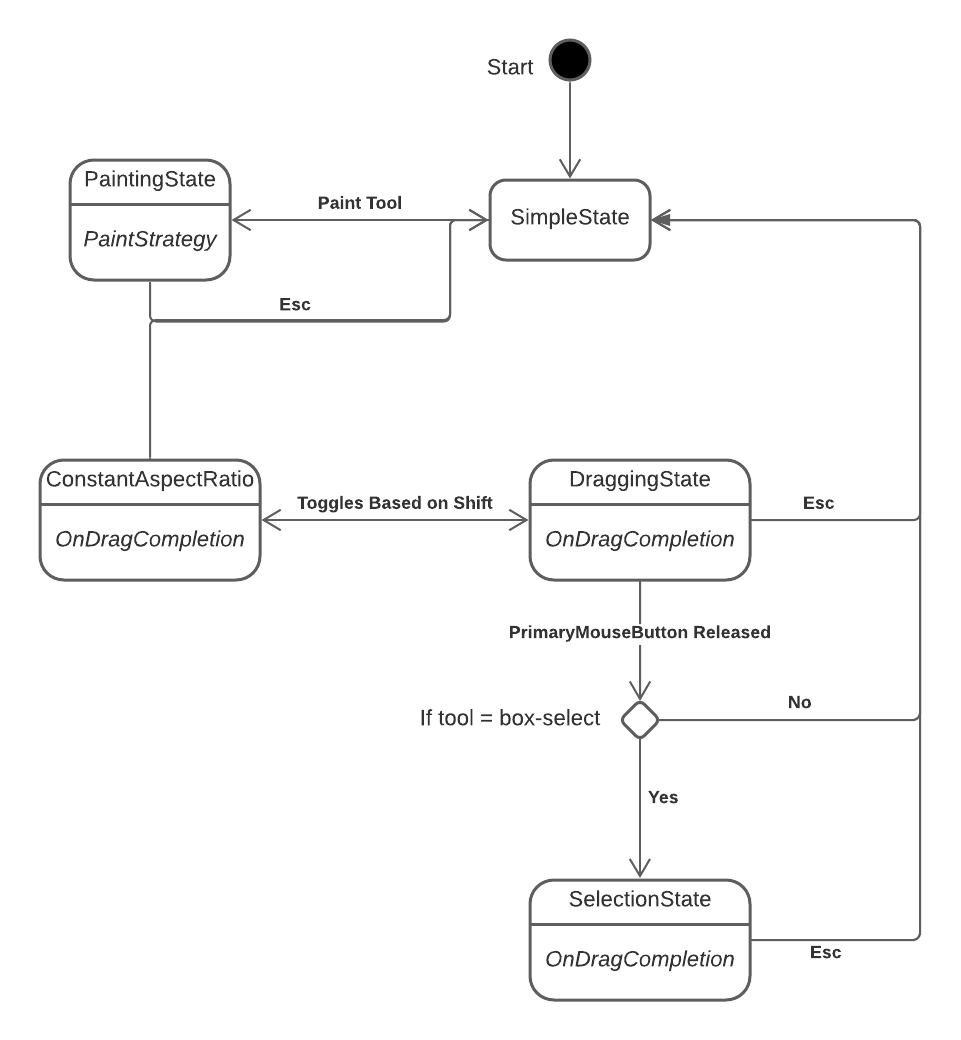 Start
PaintingState
PaintStrategy
Paint Tool
SimpleState
Esc
ConstantAspectRatio
OnDragCompletion
Toggles Based on Shift
DraggingState
OnDragCompletion
Esc
PrimaryMouseButton Released
If tool = box-select
No
Yes
SelectionState
OnDragCompletion
Esc